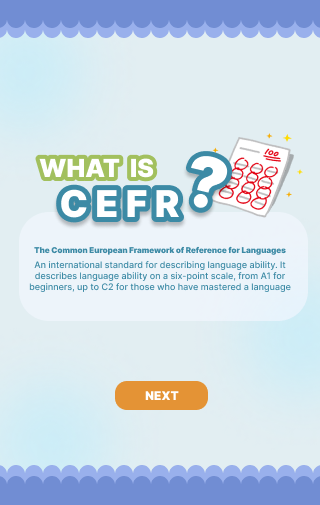 WHAT IS
CEFR?
100
The Common European Framework of Reference for Languages
An international standard for describing language ability. It
describes language ability on a six-point scale, from A1 for
beginners, up to C2 for those who have mastered a language
NEXT